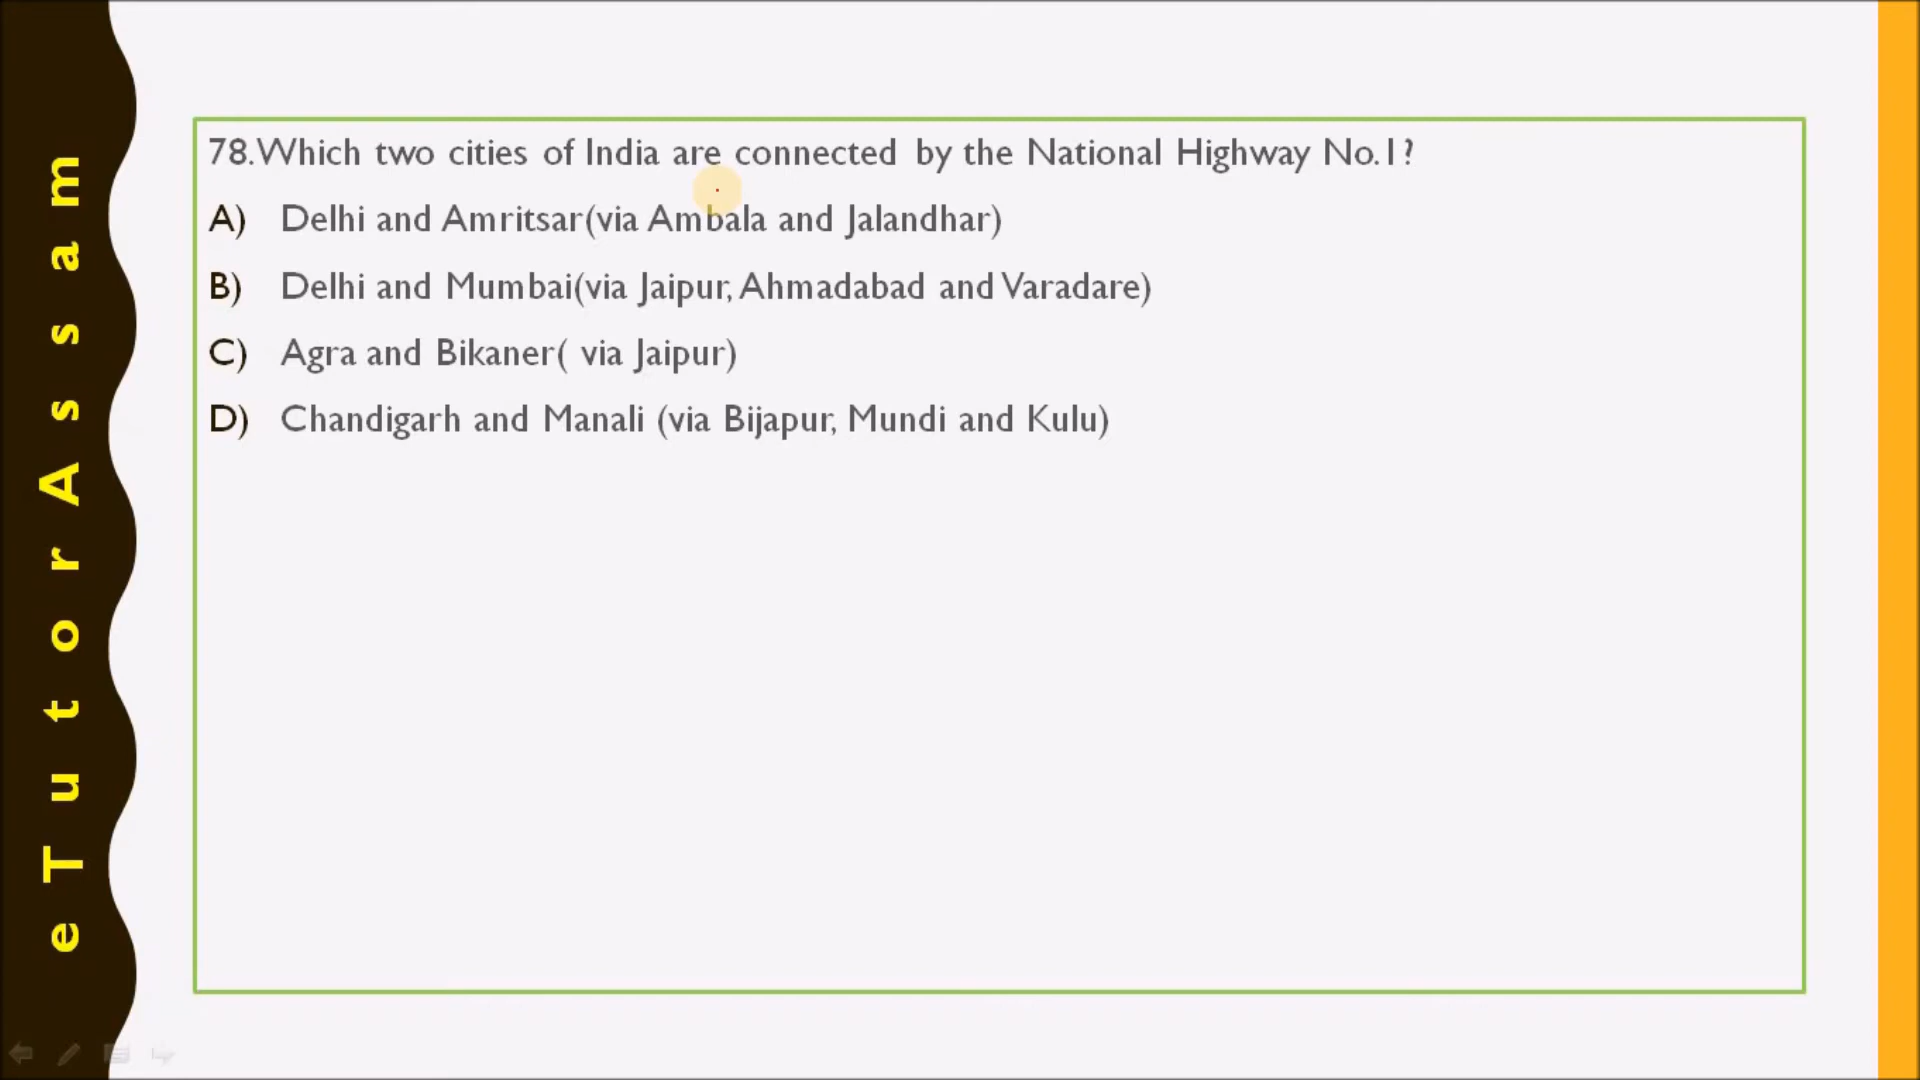 78.Which two cities of India are connected by the National Highway No.1?
A) Delhi and Amritsar(via Ambala and Jalandhar)
B) Delhi and Mumbai(via Jaipur, Ahmadabad and Varadare)
C) Agra and Bikaner( via Jaipur)
D) Chandigarh and Manali (via Bijapur, Mundi and Kulu)
eTutorAssam